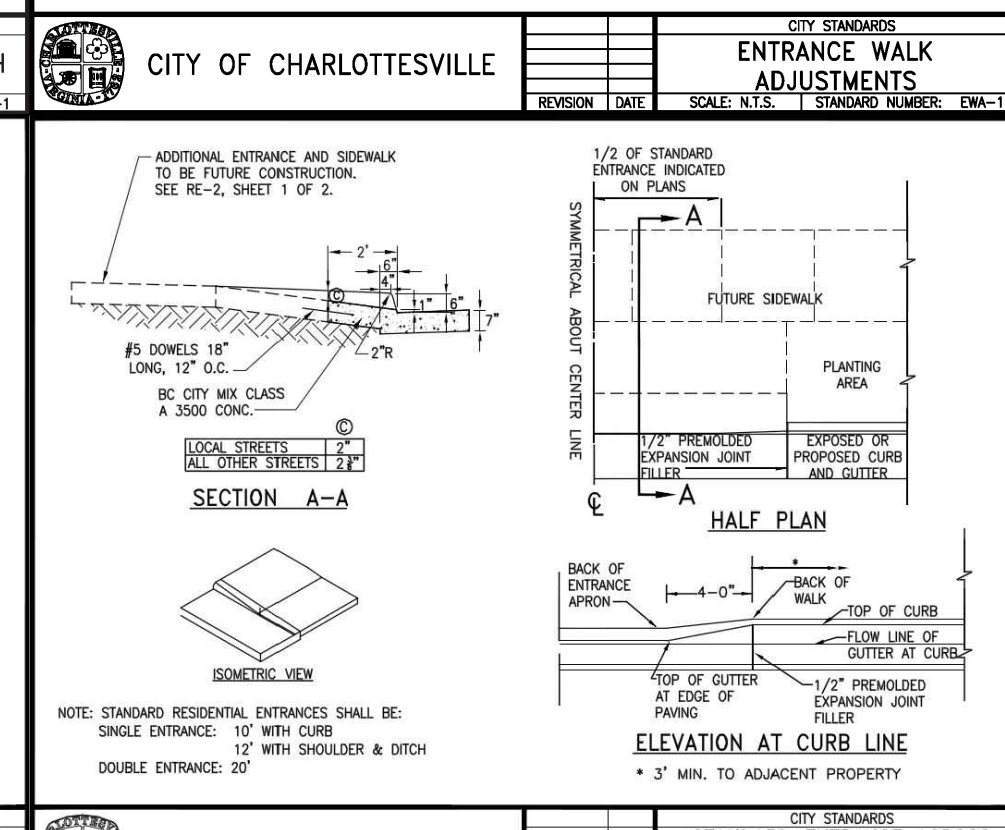 H
-1
CHARLOTTESVILLE
VIRGINIA-1762
CITY OF CHARLOTTESVILLE
REVISION DATE
CITY STANDARDS
ENTRANCE WALK
ADJUSTMENTS
SCALE: N.T.S. STANDARD NUMBER: EWA-1
ADDITIONAL ENTRANCE AND SIDEWALK
TO BE FUTURE CONSTRUCTION.
SEE RE-2, SHEET 1 OF 2.
2'
6"
4"
C
1"
6"
7"
2"R
#5 DOWELS 18"
LONG, 12" O.C.
BC CITY MIX CLASS
A 3500 CONC.
C
LOCAL STREETS 2"
ALL OTHER STREETS
SECTION A-A
ISOMETRIC VIEW
NOTE: STANDARD RESIDENTIAL ENTRANCES SHALL BE:
SINGLE ENTRANCE: 10' WITH CURB
12' WITH SHOULDER & DITCH
DOUBLE ENTRANCE: 20'
1/2 OF STANDARD
ENTRANCE INDICATED
ON PLANS
A
SYMMETRICAL ABOUT CENTER LINE
FUTURE SIDEWALK
PLANTING
AREA
1/2" PREMOLDED
EXPANSION JOINT
FILLER
EXPOSED OR
PROPOSED CURB
AND GUTTER
℄
A
HALF PLAN
BACK OF
ENTRANCE
APRON
4-0"
*
BACK OF
WALK
TOP OF CURB
FLOW LINE OF
GUTTER AT CURB
TOP OF GUTTER
AT EDGE OF
PAVING
1/2" PREMOLDED
EXPANSION JOINT
FILLER
ELEVATION AT CURB LINE
* 3' MIN. TO ADJACENT PROPERTY
CITY STANDARDS